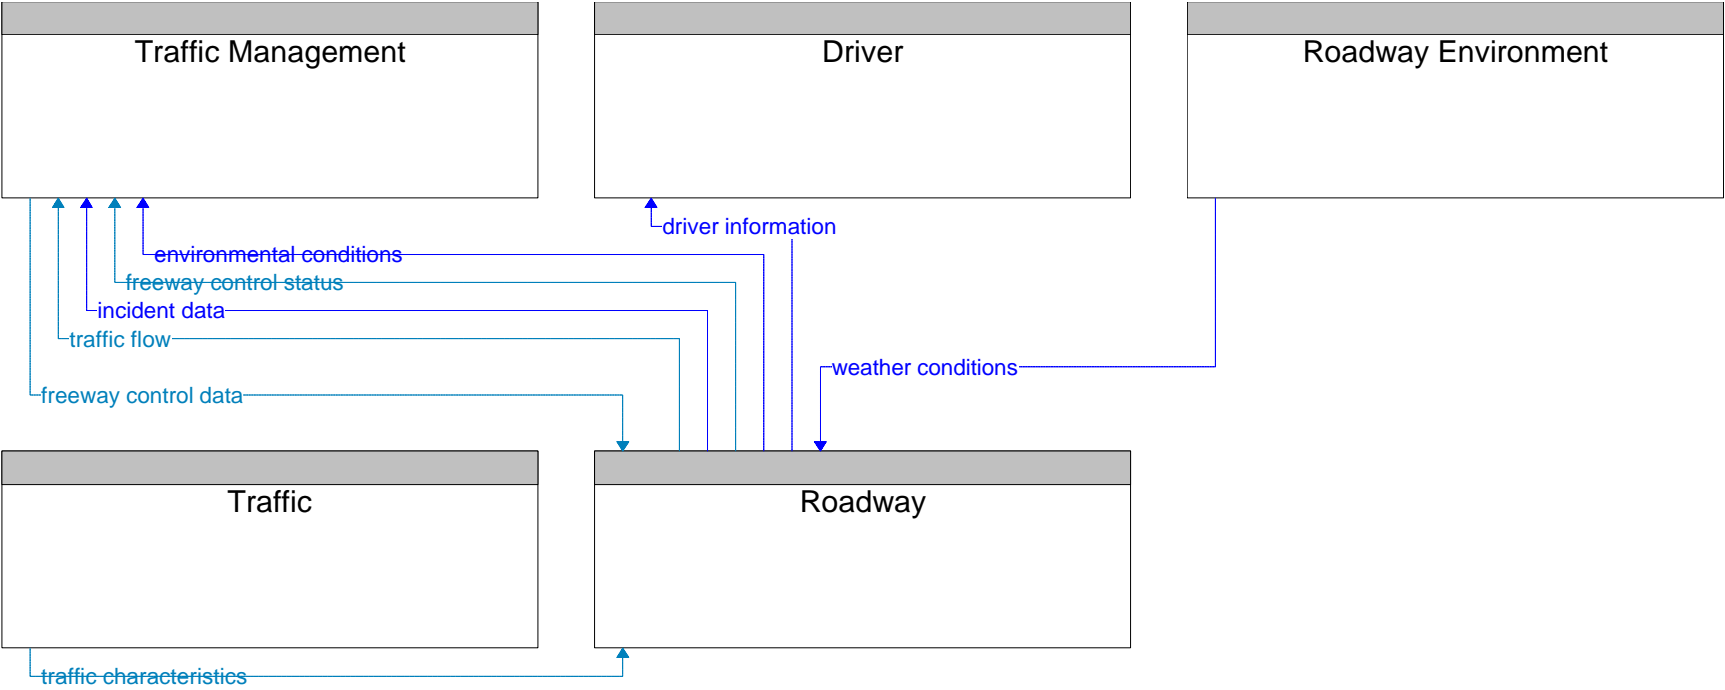 Traffic Management
Driver
Roadway Environment
driver information
environmental conditions
freeway control status
incident data
traffic flow
weather conditions
freeway control data
Traffic
Roadway
traffic characteristics